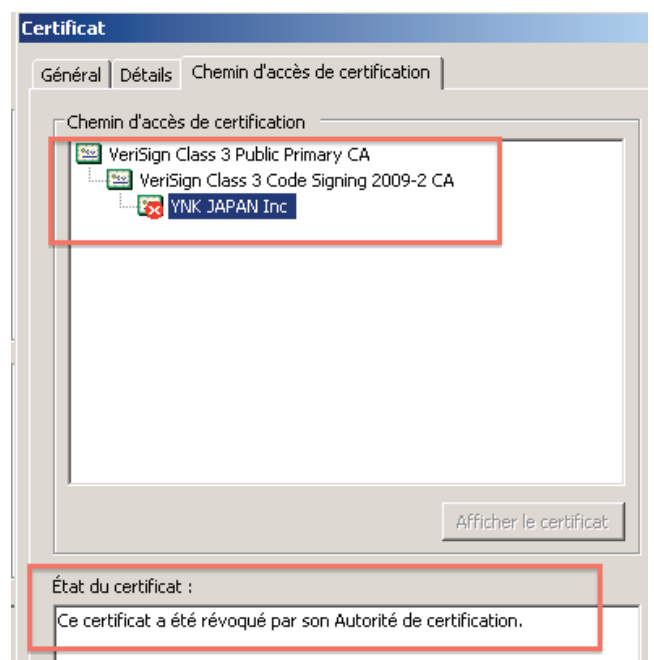 Certificat
Général Détails Chemin d'accès de certification
Chemin d'accès de certification
VeriSign Class 3 Public Primary CA
VeriSign Class 3 Code Signing 2009-2 CA
YNK JAPAN Inc
Afficher le certificat
État du certificat :
Ce certificat a été révoqué par son Autorité de certification.